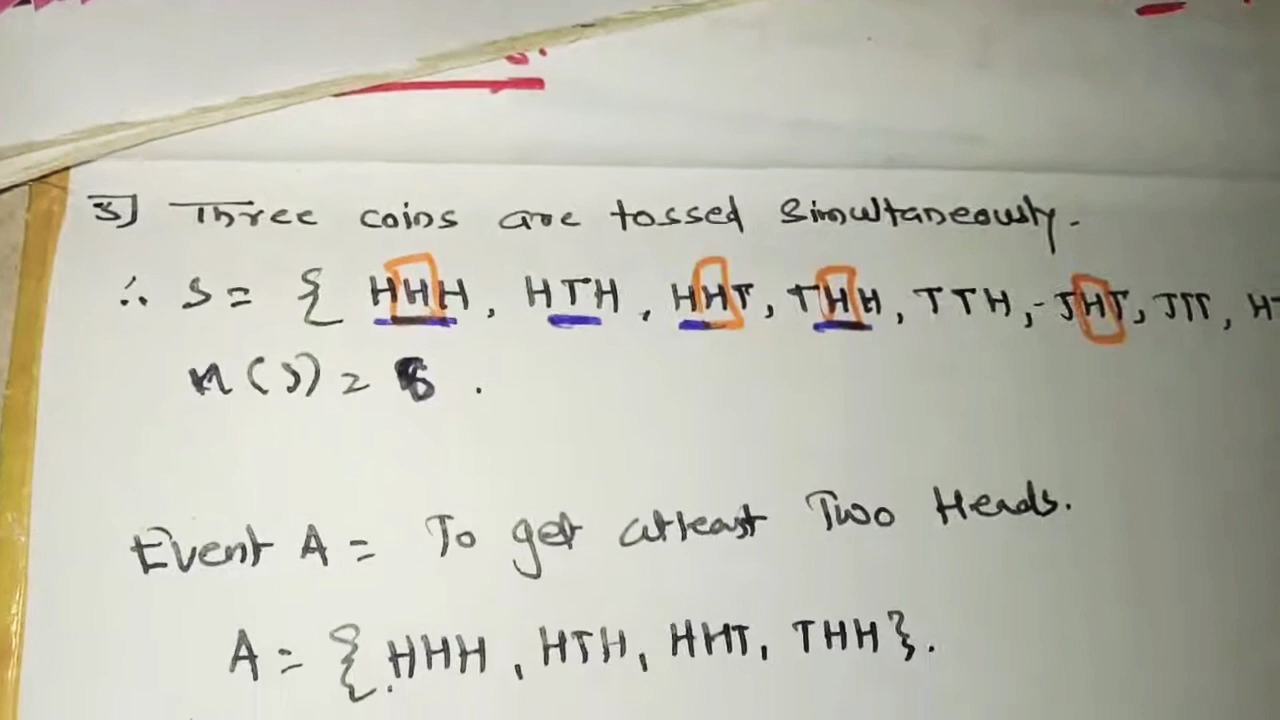 3] Three coins are tossed simultaneously.
∴ S = { HHH, HTH, HHT, THH, TTH, THT, TTT, HT
n(S) = 8.
Event A = To get atleast Two Heads.
A = { HHH, HTH, HHT, THH }.